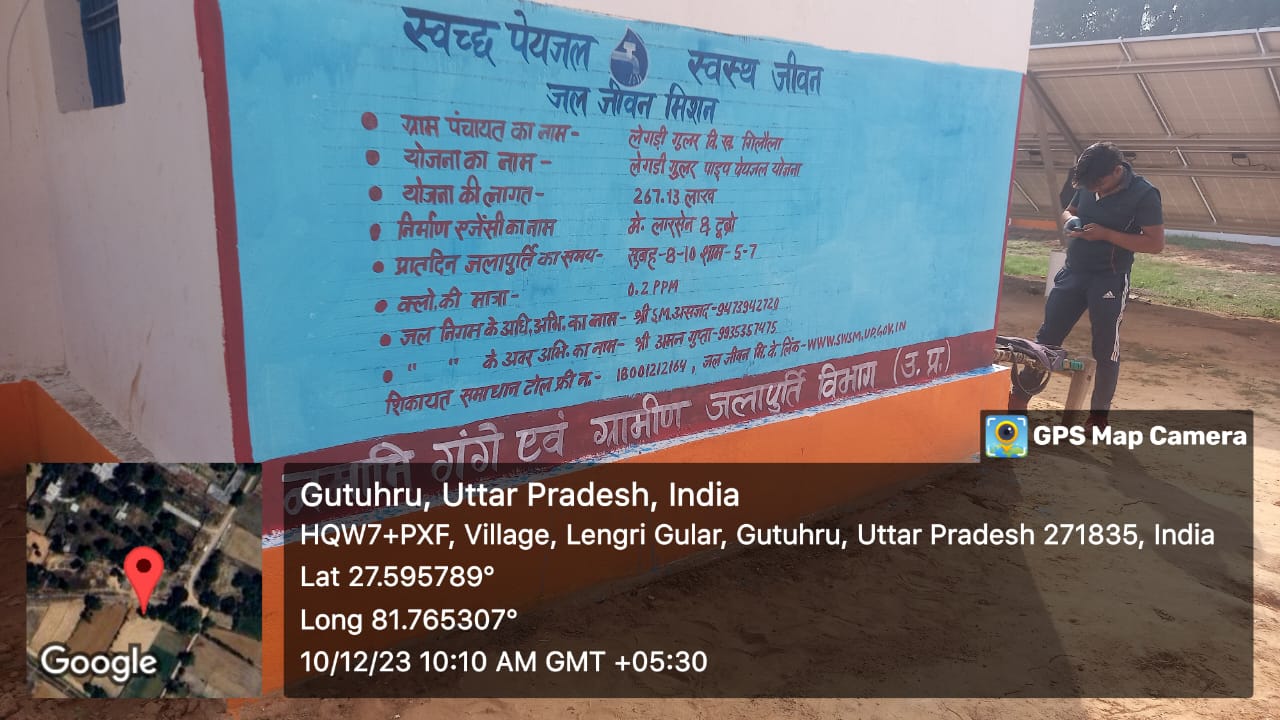 स्वच्छ पेयजल स्वस्थ जीवन
जल जीवन मिशन
ग्राम पंचायत का नाम - लेंगड़ी गुलर वि.ख. गिलौला
योजना का नाम - लेगड़ी गुलर पाइप पेयजल योजना
योजना की लागत - 267.13 लाख
निर्माण एजेंसी का नाम मे. लारसेन & टूब्रो
प्रातदिन जलापुर्ति का समय - सुबह-8-10 शाम-5-7
क्लो.की मात्रा - 0.2 PPM
जल निगम के अधि.अभि. का नाम - श्री S.M. असजद - 9473942720
" " के अवर अभि. का नाम - श्री अमन गुप्ता - 9935357475
शिकायत समाधान टोल फ्री न. - 18001212164, जल जीवन मि. के लिंक - WWW.SWSM.UP.GOV.IN
नमामि गंगे एवं ग्रामीण जलापुर्ति विभाग (उ.प्र.)
GPS Map Camera
Gutuhru, Uttar Pradesh, India
HQW7+PXF, Village, Lengri Gular, Gutuhru, Uttar Pradesh 271835, India
Lat 27.595789°
Long 81.765307°
10/12/23 10:10 AM GMT +05:30
Google